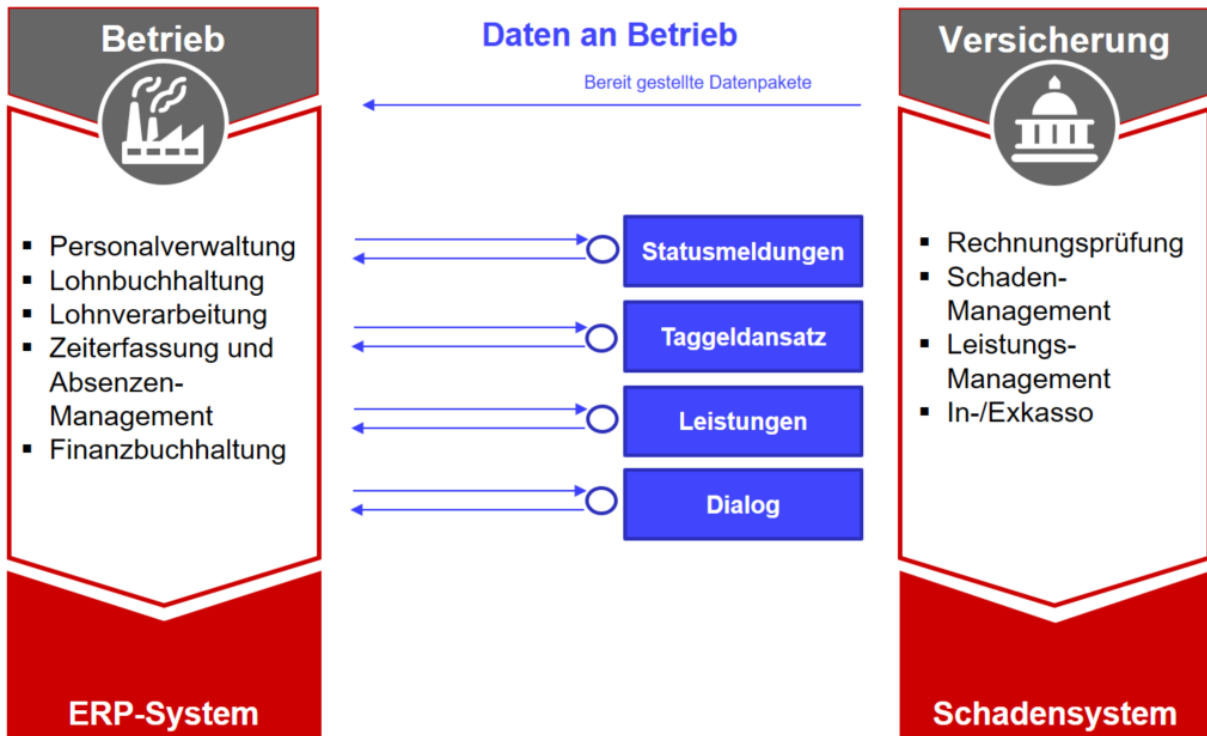 Betrieb
Daten an Betrieb
Versicherung
Bereit gestellte Datenpakete
▪ Personalverwaltung
▪ Lohnbuchhaltung
▪ Lohnverarbeitung
▪ Zeiterfassung und
Absenzen-
Management
▪ Finanzbuchhaltung
Statusmeldungen
Taggeldansatz
Leistungen
Dialog
▪ Rechnungsprüfung
▪ Schaden-
Management
▪ Leistungs-
Management
▪ In-/Exkasso
ERP-System
Schadensystem